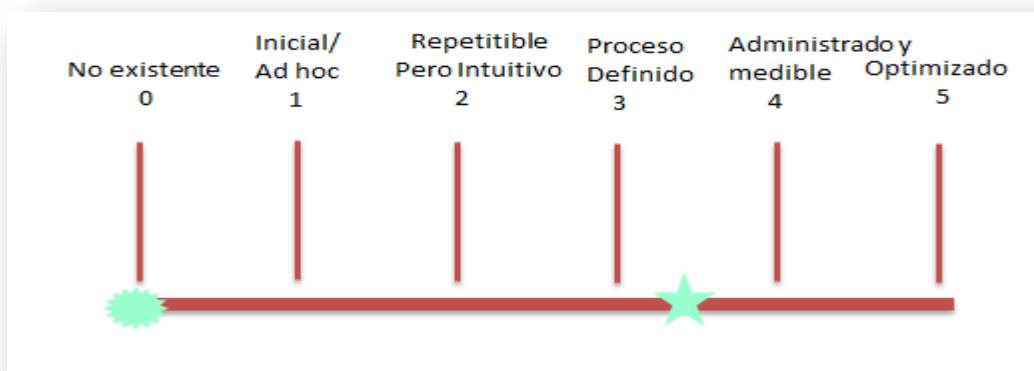 No existente
0
Inicial/
Ad hoc
1
Repetitible
Pero Intuitivo
2
Proceso
Definido
3
Administrado y
medible
4
Optimizado
5